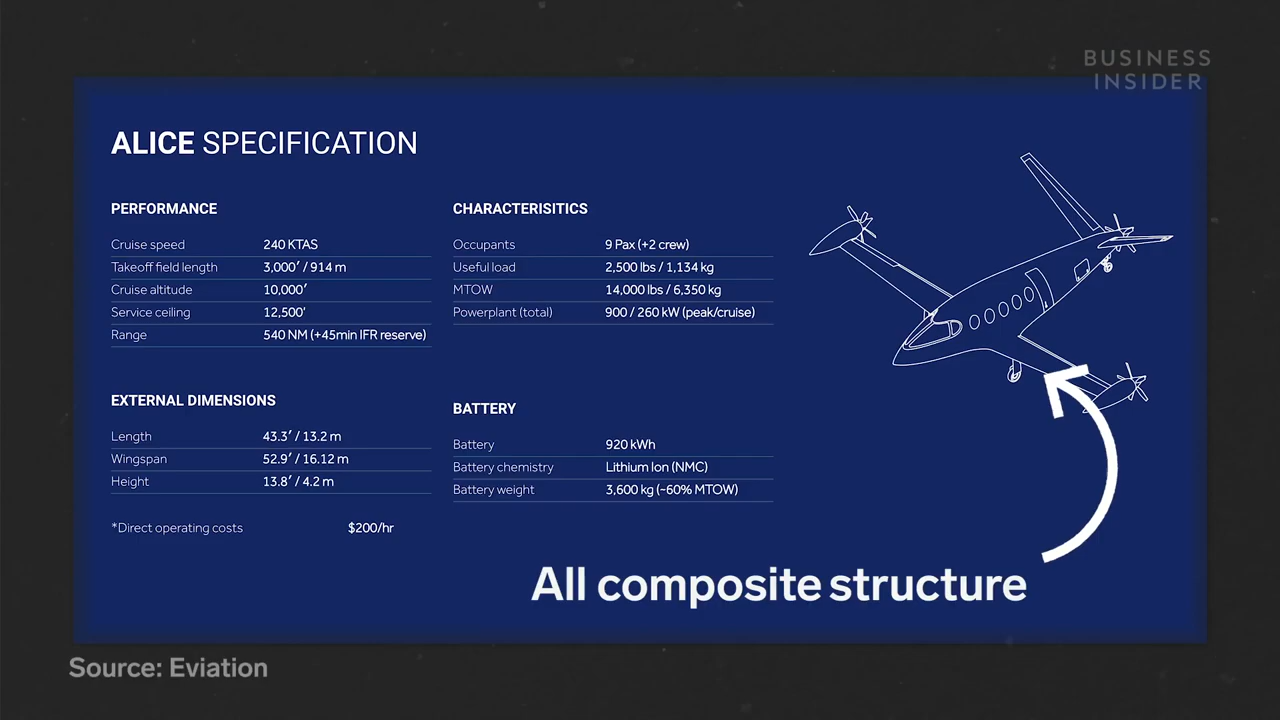 BUSINESS
INSIDER
ALICE SPECIFICATION
PERFORMANCE
Cruise speed 240 KTAS
Takeoff field length 3,000′ / 914 m
Cruise altitude 10,000′
Service ceiling 12,500'
Range 540 NM (+45min IFR reserve)
CHARACTERISITICS
Occupants 9 Pax (+2 crew)
Useful load 2,500 lbs / 1,134 kg
MTOW 14,000 lbs / 6,350 kg
Powerplant (total) 900 / 260 kW (peak/cruise)
EXTERNAL DIMENSIONS
Length 43.3′ / 13.2 m
Wingspan 52.9′ / 16.12 m
Height 13.8′ / 4.2 m
*Direct operating costs $200/hr
BATTERY
Battery 920 kWh
Battery chemistry Lithium Ion (NMC)
Battery weight 3,600 kg (~60% MTOW)
All composite structure
Source: Eviation